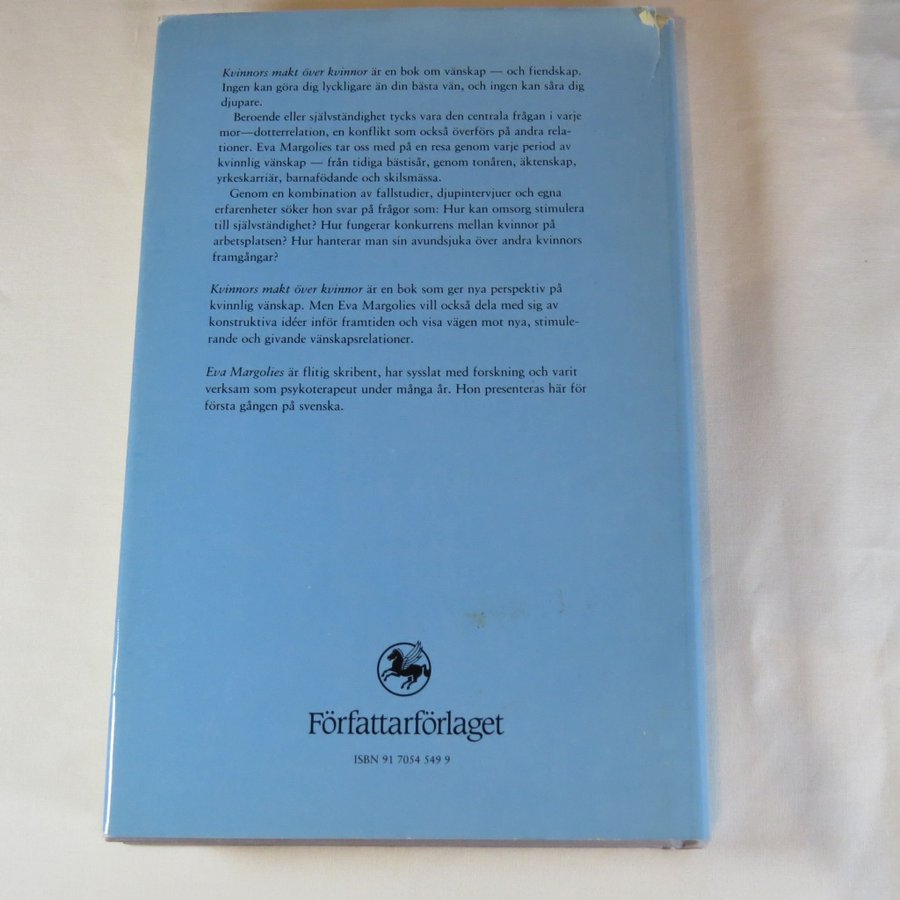 Kvinnors makt över kvinnor är en bok om vänskap — och fiendskap.
Ingen kan göra dig lyckligare än din bästa vän, och ingen kan såra dig
djupare.
Beroende eller självständighet tycks vara den centrala frågan i varje
mor—dotterrelation, en konflikt som också överförs på andra rela-
tioner. Eva Margolies tar oss med på en resa genom varje period av
kvinnlig vänskap — från tidiga bästisår, genom tonåren, äktenskap,
yrkeskarriär, barnafödande och skilsmässa.
Genom en kombination av fallstudier, djupintervjuer och egna
erfarenheter söker hon svar på frågor som: Hur kan omsorg stimulera
till självständighet? Hur fungerar konkurrens mellan kvinnor på
arbetsplatsen? Hur hanterar man sin avundsjuka över andra kvinnors
framgångar?
Kvinnors makt över kvinnor är en bok som ger nya perspektiv på
kvinnlig vänskap. Men Eva Margolies vill också dela med sig av
konstruktiva idéer inför framtiden och visa vägen mot nya, stimule-
rande och givande vänskapsrelationer.
Eva Margolies är flitig skribent, har sysslat med forskning och varit
verksam som psykoterapeut under många år. Hon presenteras här för
första gången på svenska.
Författarförlaget
ISBN 91 7054 549 9